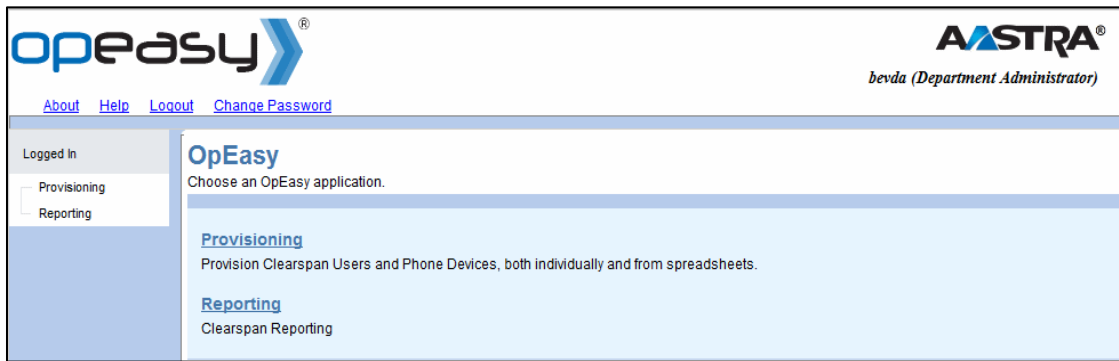 opeasy®
AASTRA®
bevda (Department Administrator)
About Help Logout Change Password
Logged In
Provisioning
Reporting
OpEasy
Choose an OpEasy application.
Provisioning
Provision Clearspan Users and Phone Devices, both individually and from spreadsheets.
Reporting
Clearspan Reporting